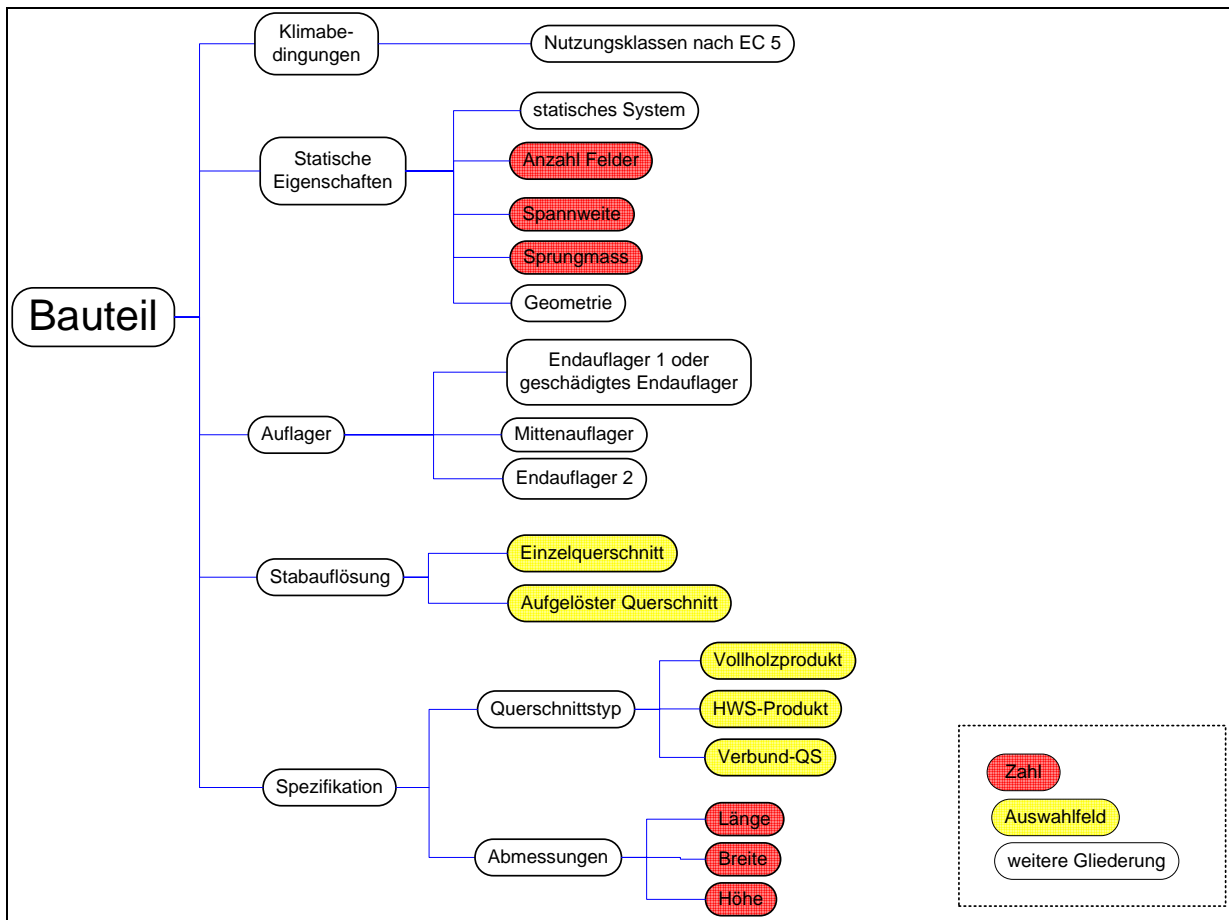 Bauteil
Klimabe-
dingungen
Nutzungsklassen nach EC 5
Statische
Eigenschaften
statisches System
Anzahl Felder
Spannweite
Sprungmass
Geometrie
Auflager
Endauflager 1 oder
geschädigtes Endauflager
Mittenauflager
Endauflager 2
Stabauflösung
Einzelquerschnitt
Aufgelöster Querschnitt
Spezifikation
Querschnittstyp
Vollholzprodukt
HWS-Produkt
Verbund-QS
Abmessungen
Länge
Breite
Höhe
Zahl
Auswahlfeld
weitere Gliederung